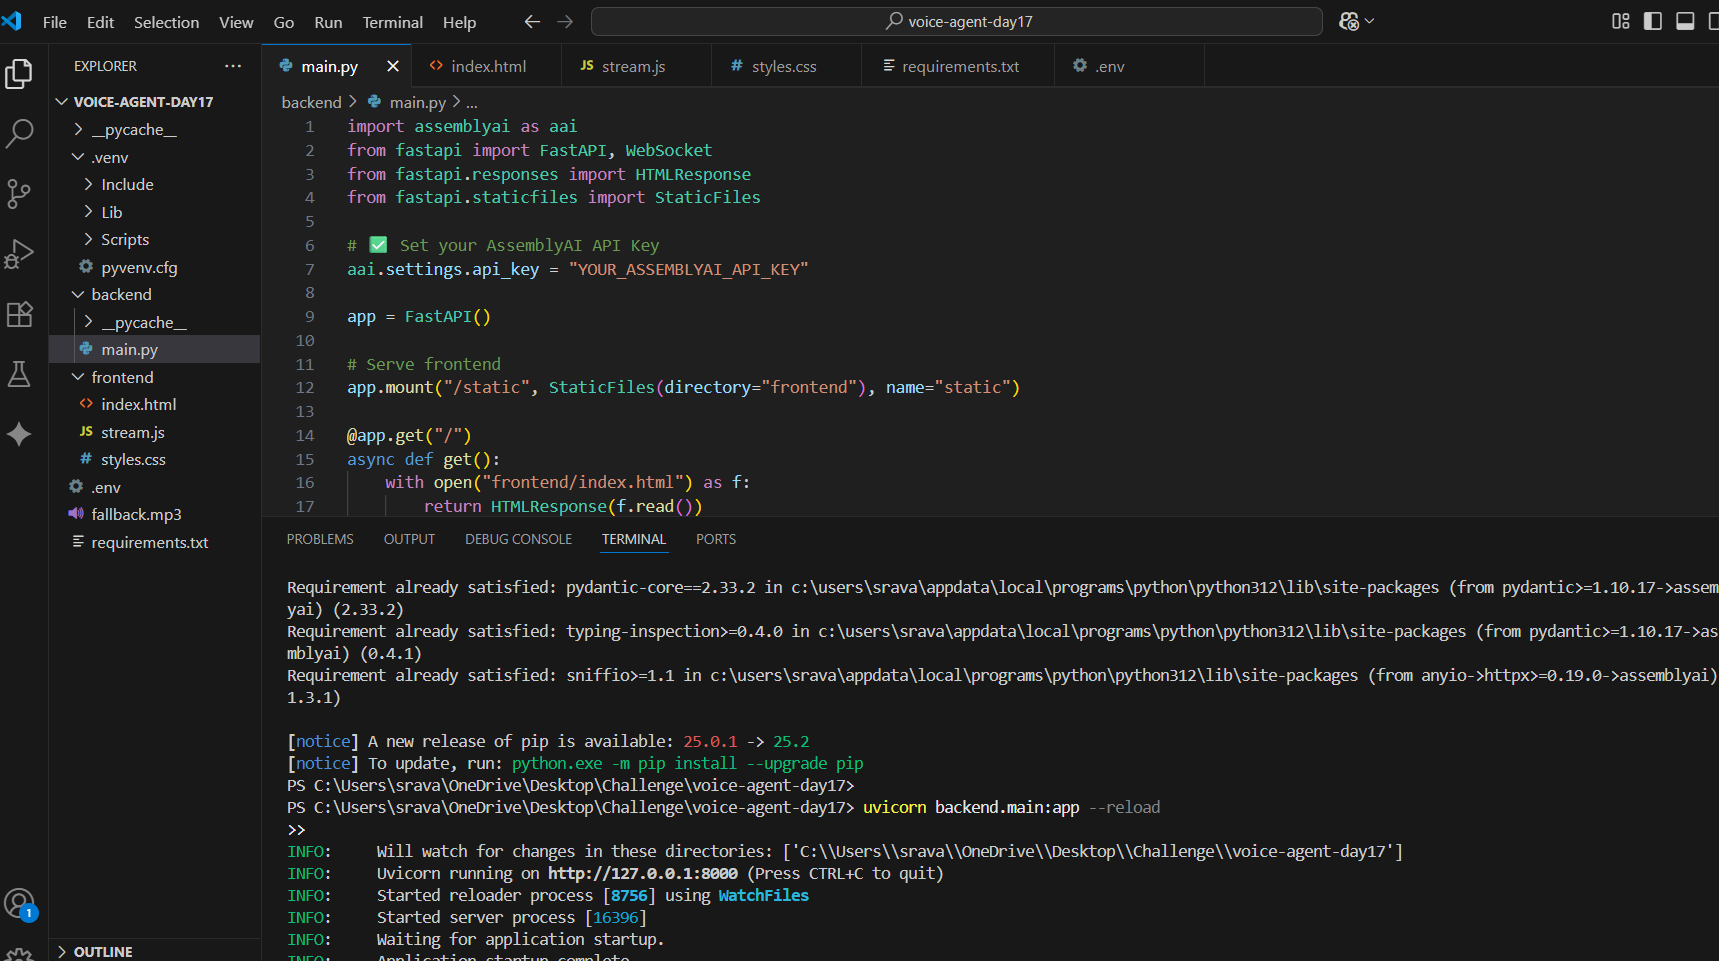 File Edit Selection View Go Run Terminal Help
voice-agent-day17
EXPLORER
VOICE-AGENT-DAY17
__pycache__
.venv
Include
Lib
Scripts
pyvenv.cfg
backend
__pycache__
main.py
frontend
index.html
JS stream.js
# styles.css
.env
fallback.mp3
requirements.txt
1
OUTLINE
main.py index.html JS stream.js # styles.css requirements.txt .env
backend > main.py > ...
1 import assemblyai as aai
2 from fastapi import FastAPI, WebSocket
3 from fastapi.responses import HTMLResponse
4 from fastapi.staticfiles import StaticFiles
5
6 # ✅ Set your AssemblyAI API Key
7 aai.settings.api_key = "YOUR_ASSEMBLYAI_API_KEY"
8
9 app = FastAPI()
10
11 # Serve frontend
12 app.mount("/static", StaticFiles(directory="frontend"), name="static")
13
14 @app.get("/")
15 async def get():
16 with open("frontend/index.html") as f:
17 return HTMLResponse(f.read())
PROBLEMS OUTPUT DEBUG CONSOLE TERMINAL PORTS
Requirement already satisfied: pydantic-core==2.33.2 in c:\users\srava\appdata\local\programs\python\python312\lib\site-packages (from pydantic>=1.10.17->assem
yai) (2.33.2)
Requirement already satisfied: typing-inspection>=0.4.0 in c:\users\srava\appdata\local\programs\python\python312\lib\site-packages (from pydantic>=1.10.17->as
mblyai) (0.4.1)
Requirement already satisfied: sniffio>=1.1 in c:\users\srava\appdata\local\programs\python\python312\lib\site-packages (from anyio->httpx>=0.19.0->assemblyai)
1.3.1)
[notice] A new release of pip is available: 25.0.1 -> 25.2
[notice] To update, run: python.exe -m pip install --upgrade pip
PS C:\Users\srava\OneDrive\Desktop\Challenge\voice-agent-day17>
PS C:\Users\srava\OneDrive\Desktop\Challenge\voice-agent-day17> uvicorn backend.main:app --reload
>>
INFO: Will watch for changes in these directories: ['C:\\Users\\srava\\OneDrive\\Desktop\\Challenge\\voice-agent-day17']
INFO: Uvicorn running on http://127.0.0.1:8000 (Press CTRL+C to quit)
INFO: Started reloader process [8756] using WatchFiles
INFO: Started server process [16396]
INFO: Waiting for application startup.
INFO: Application startup complete.